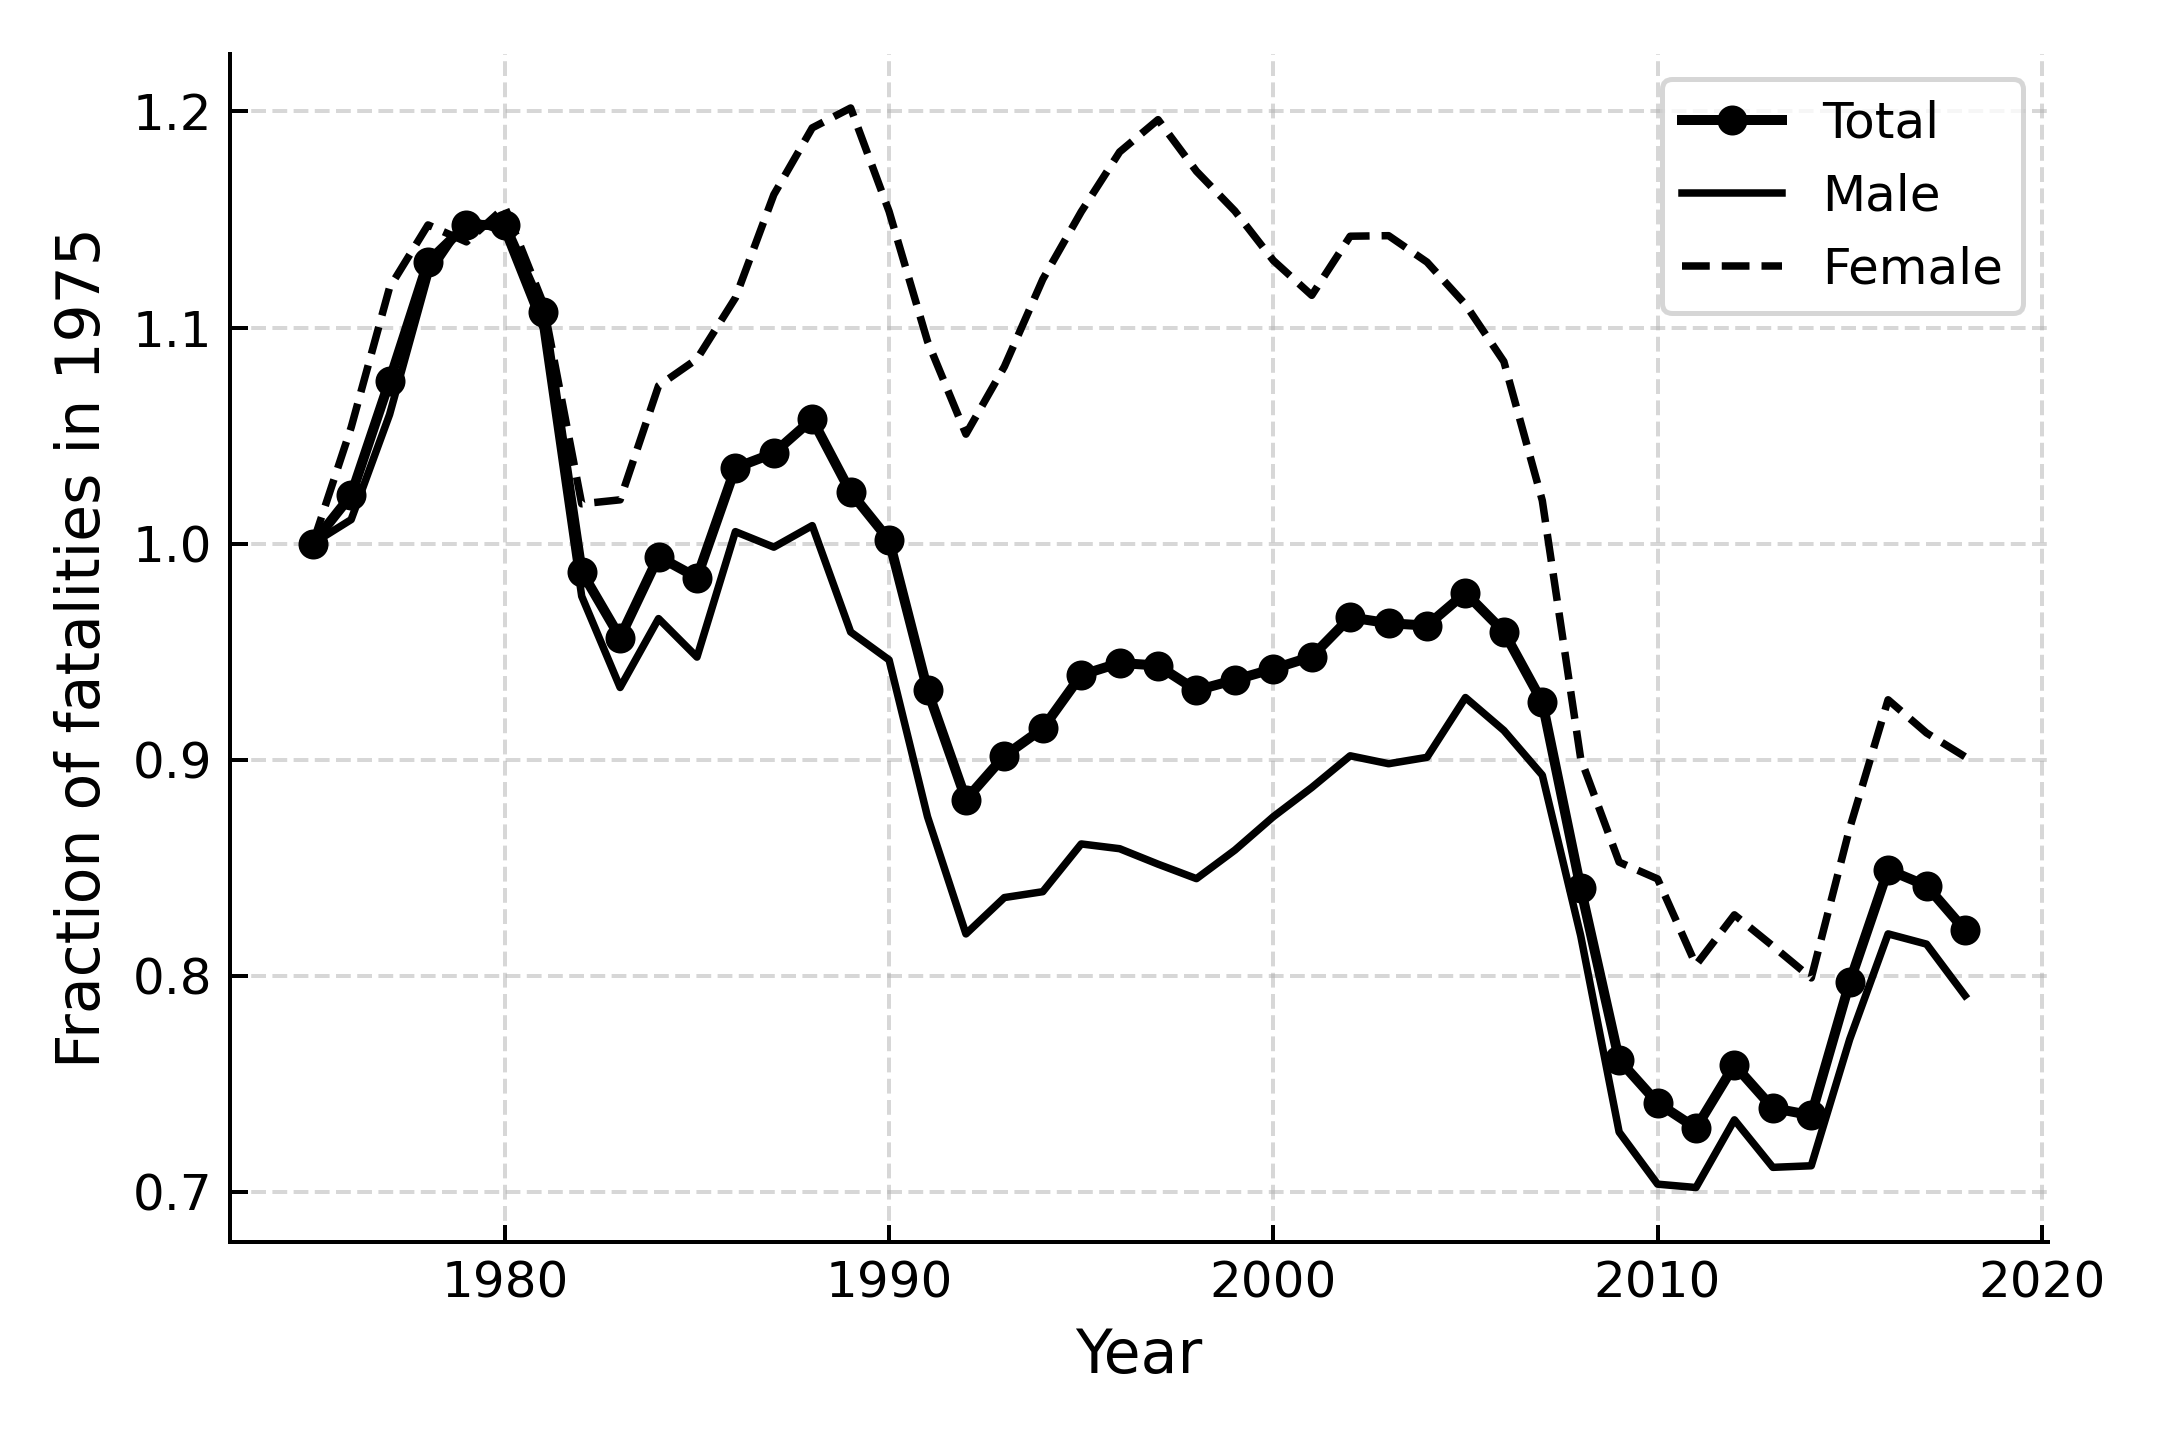 Fraction of fatalities in 1975
1.2
1.1
1.0
0.9
0.8
0.7
Total
Male
Female
1980 1990 2000 2010 2020
Year